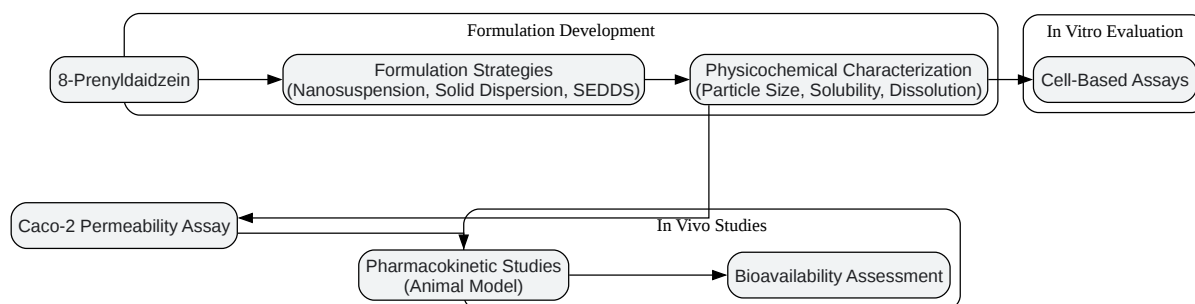 Formulation Development
In Vitro Evaluation
8-Prenyldaidzein
Formulation Strategies
(Nanosuspension, Solid Dispersion, SEDDS)
Physicochemical Characterization
(Particle Size, Solubility, Dissolution)
Cell-Based Assays
Caco-2 Permeability Assay
In Vivo Studies
Pharmacokinetic Studies
(Animal Model)
Bioavailability Assessment